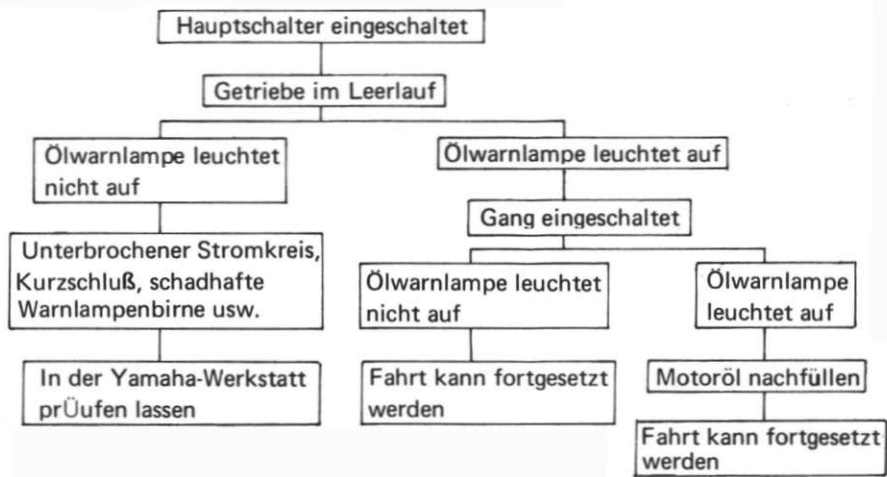 Hauptschalter eingeschaltet
Getriebe im Leerlauf
Ölwarnlampe leuchtet
nicht auf
Ölwarnlampe leuchtet auf
Gang eingeschaltet
Unterbrochener Stromkreis,
Kurzschluß, schadhafte
Warnlampenbirne usw.
Ölwarnlampe leuchtet
nicht auf
Ölwarnlampe
leuchtet auf
In der Yamaha-Werkstatt
prÜufen lassen
Fahrt kann fortgesetzt
werden
Motoröl nachfüllen
Fahrt kann fortgesetzt
werden